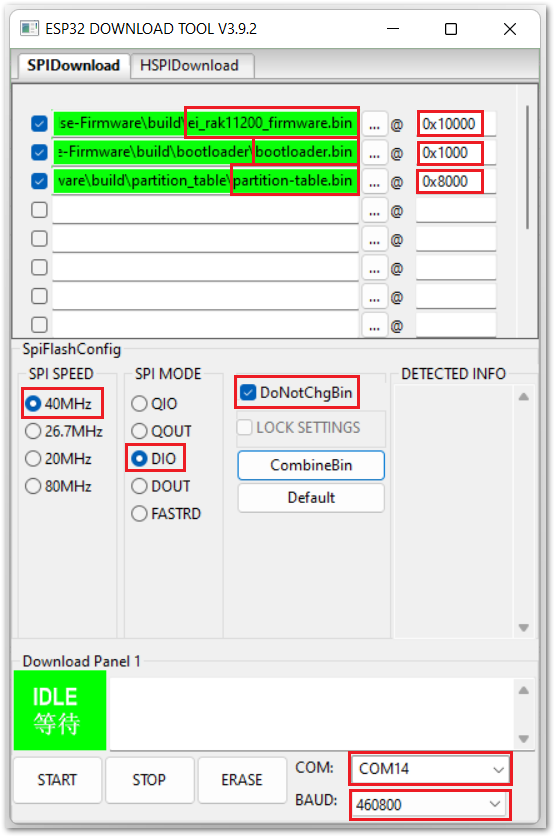 ESP32 DOWNLOAD TOOL V3.9.2
SPIDownload HSPIDownload
se-Firmware\build\ei_rak11200_firmware.bin ... @ 0x10000
e-Firmware\build\bootloader\bootloader.bin ... @ 0x1000
vare\build\partition_table\partition-table.bin ... @ 0x8000
... @
... @
... @
... @
... @
SpiFlashConfig
SPI SPEED
40MHz
26.7MHz
20MHz
80MHz
SPI MODE
QIO
QOUT
DIO
DOUT
FASTRD
DoNotChgBin
LOCK SETTINGS
CombineBin
Default
DETECTED INFO
Download Panel 1
IDLE
等待
START STOP ERASE
COM: COM14
BAUD: 460800